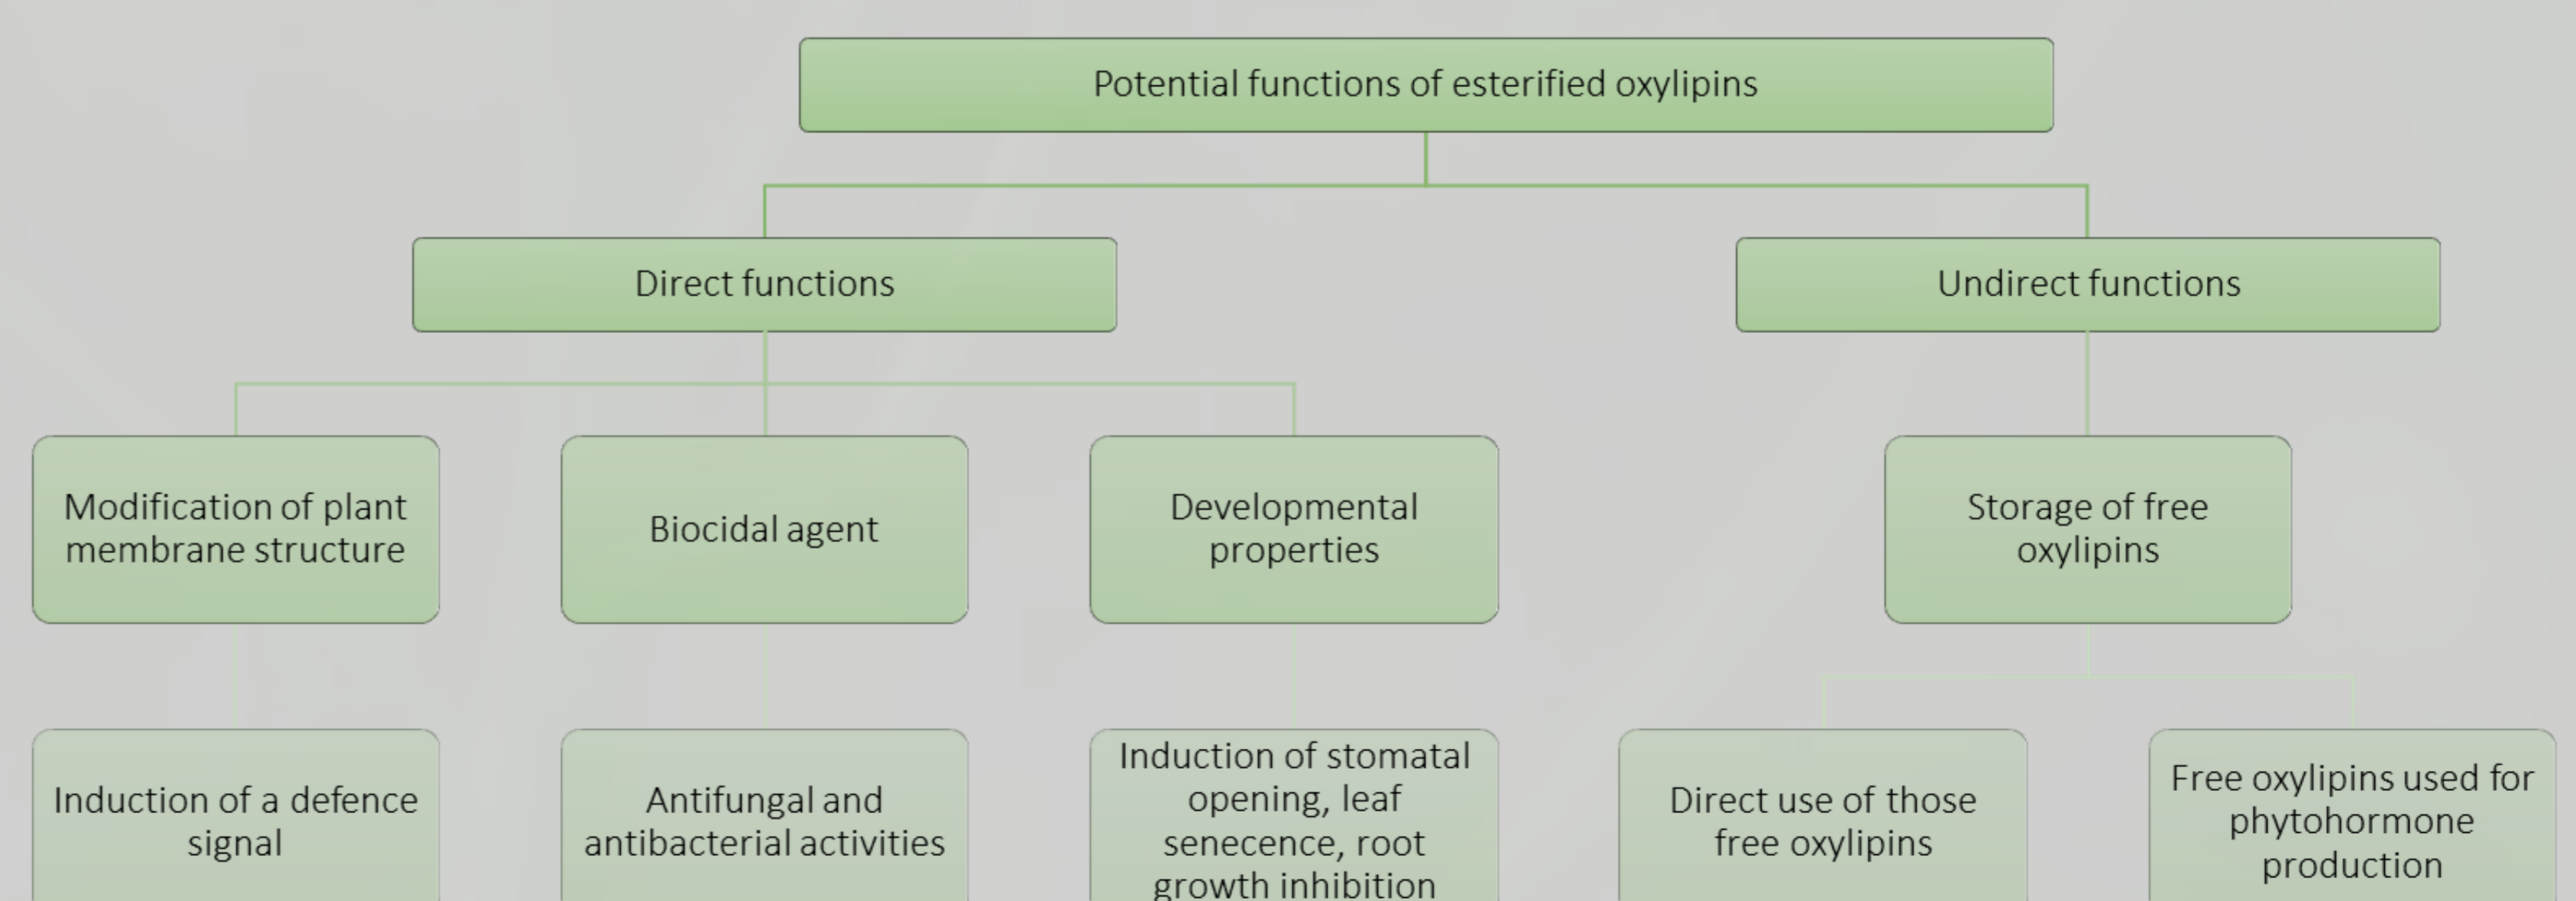 Potential functions of esterified oxylipins
Direct functions
Undirect functions
Modification of plant
membrane structure
Biocidal agent
Developmental
properties
Storage of free
oxylipins
Induction of a defence
signal
Antifungal and
antibacterial activities
Induction of stomatal
opening, leaf
senecence, root
growth inhibition
Direct use of those
free oxylipins
Free oxylipins used for
phytohormone
production